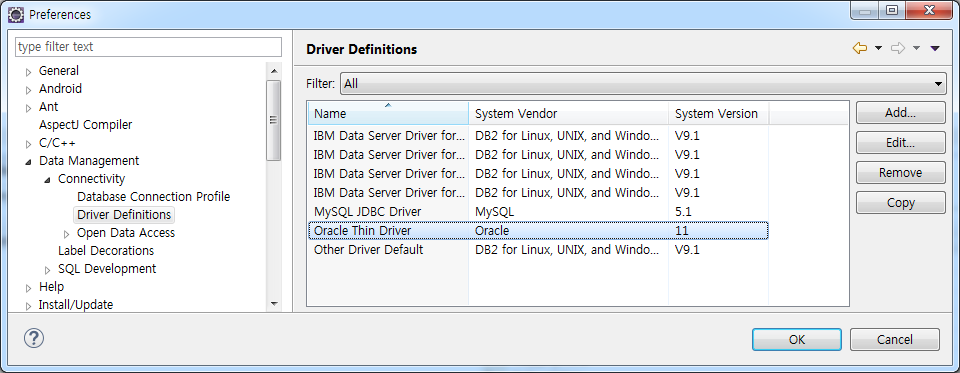 Preferences
type filter text
General
Android
Ant
AspectJ Compiler
C/C++
Data Management
Connectivity
Database Connection Profile
Driver Definitions
Open Data Access
Label Decorations
SQL Development
Help
Install/Update
Driver Definitions
Filter: All
Name System Vendor System Version
IBM Data Server Driver for... DB2 for Linux, UNIX, and Windo... V9.1
IBM Data Server Driver for... DB2 for Linux, UNIX, and Windo... V9.1
IBM Data Server Driver for... DB2 for Linux, UNIX, and Windo... V9.1
IBM Data Server Driver for... DB2 for Linux, UNIX, and Windo... V9.1
MySQL JDBC Driver MySQL 5.1
Oracle Thin Driver Oracle 11
Other Driver Default DB2 for Linux, UNIX, and Windo... V9.1
Add...
Edit...
Remove
Copy
?
OK Cancel